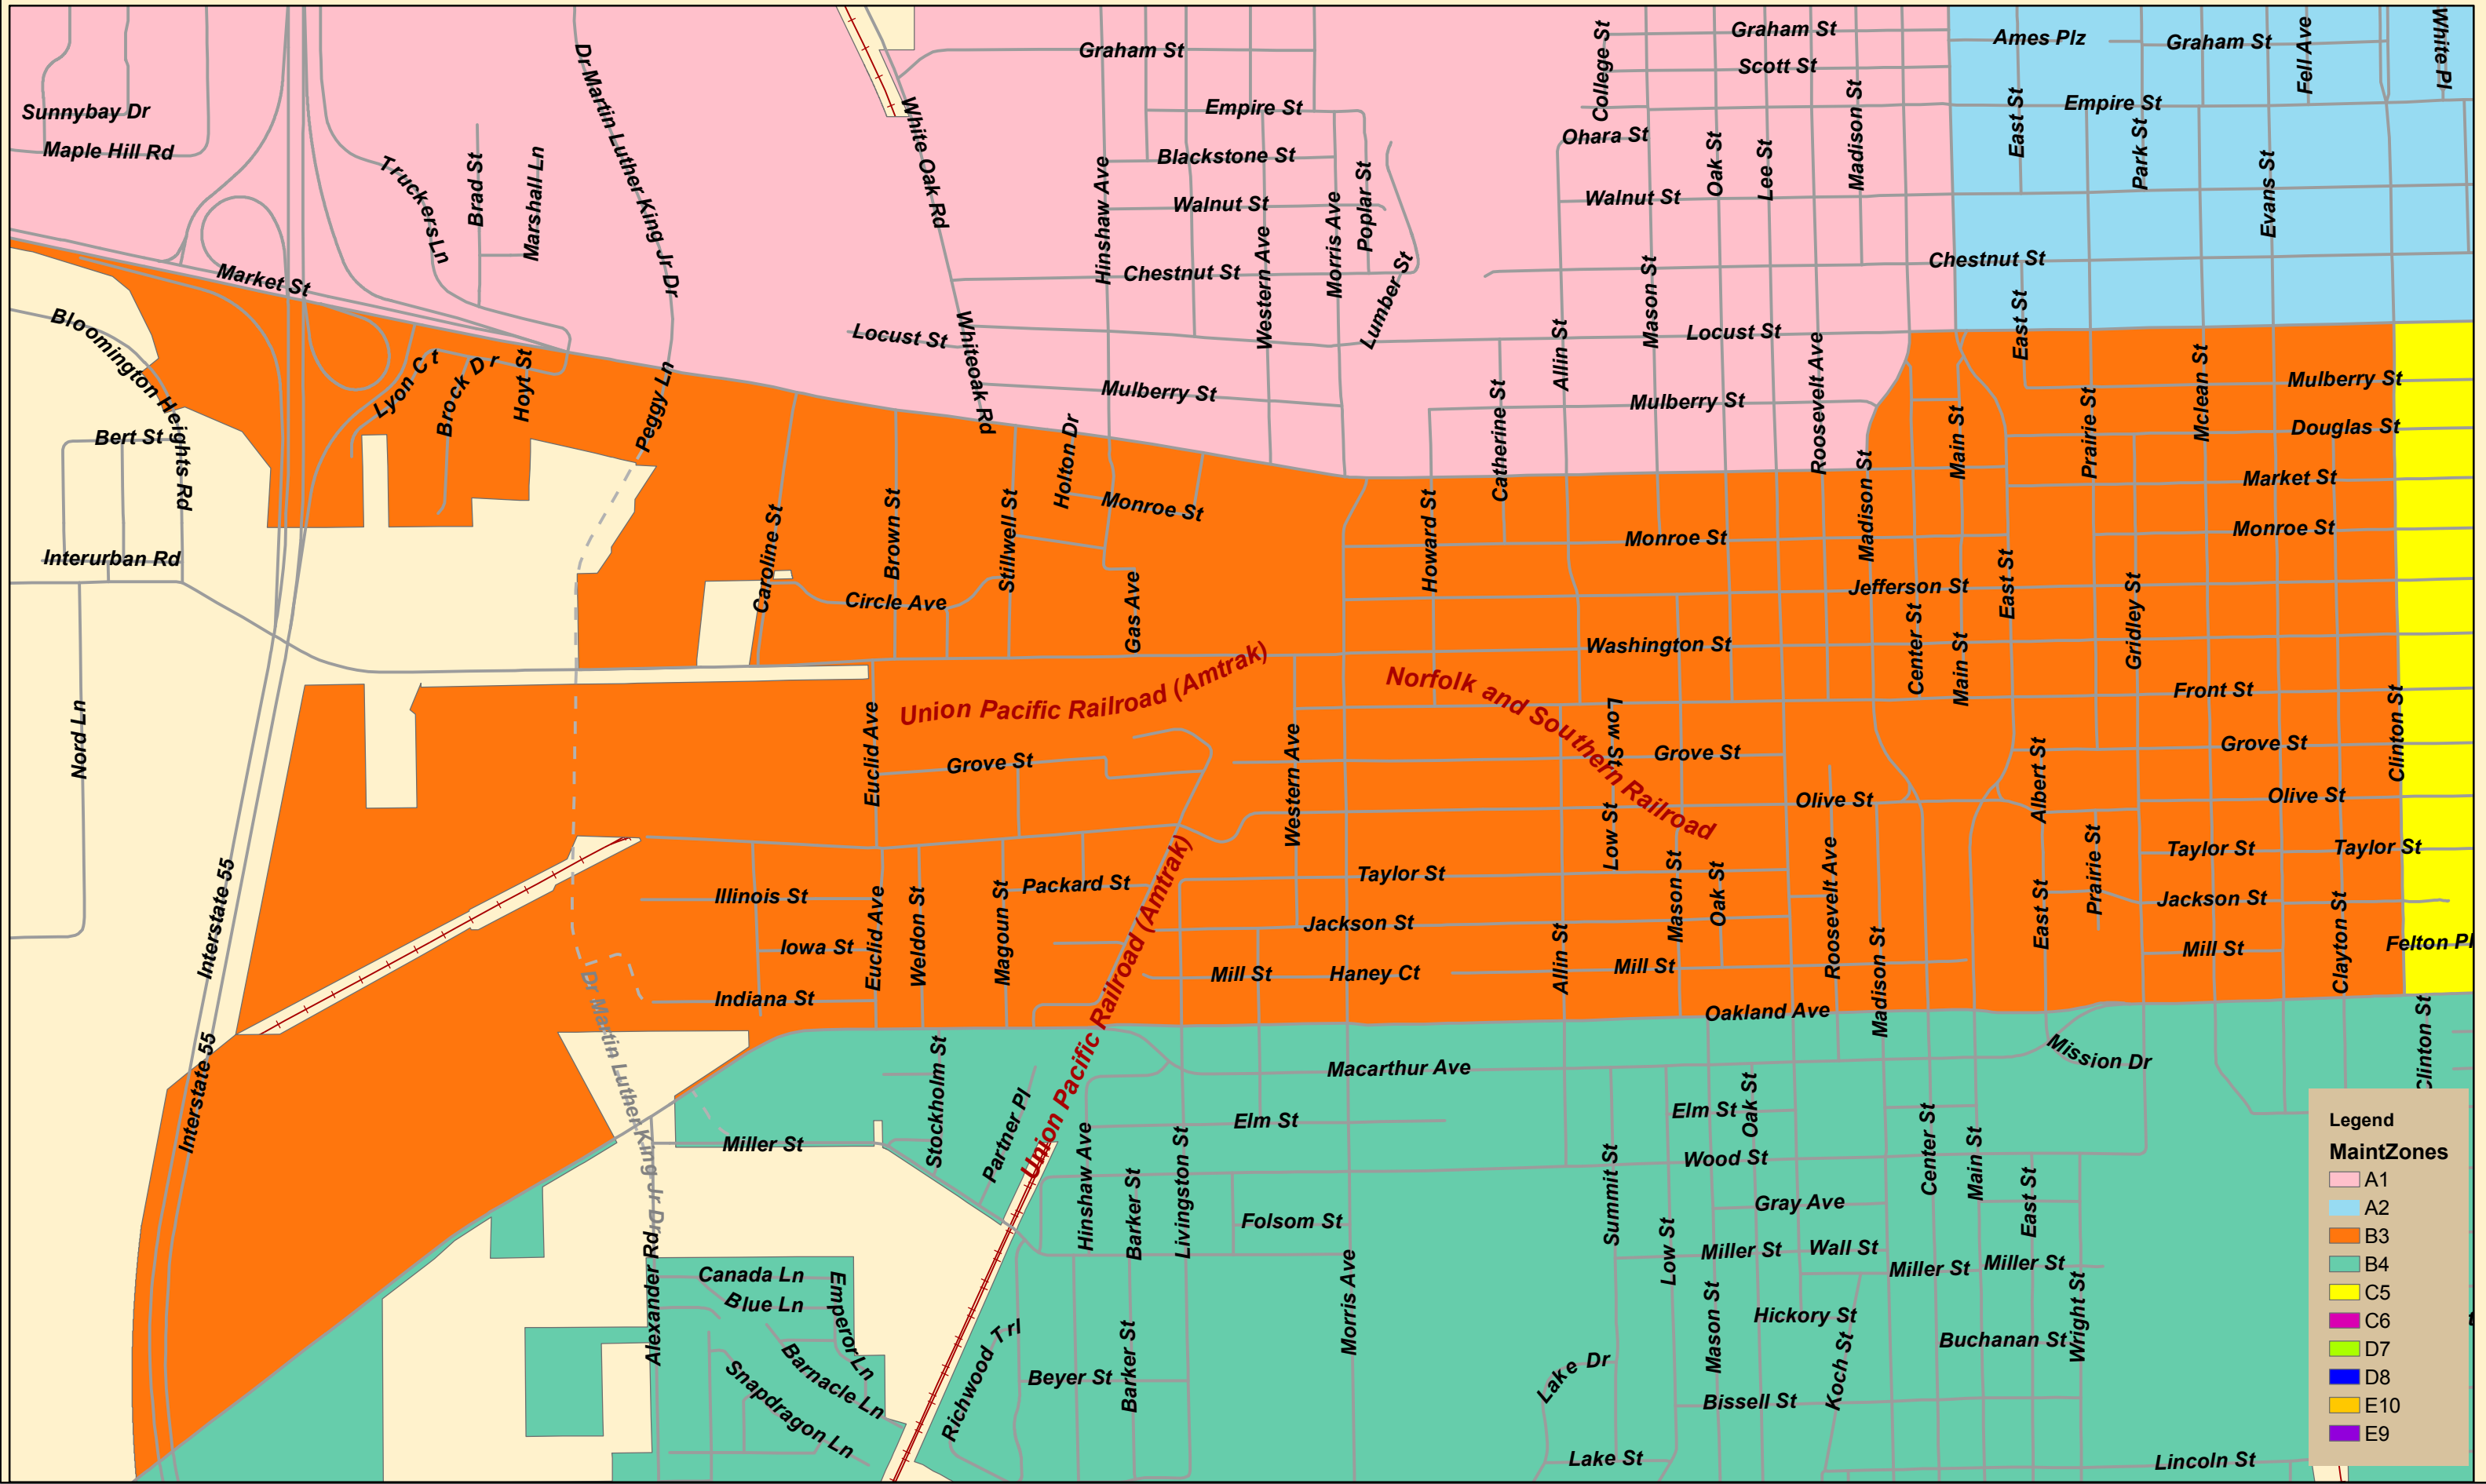 Graham St
Graham St
Ames Plz
Graham St
Fell Ave
White Pl
College St
Scott St
Sunnybay Dr
Maple Hill Rd
Truckers Ln
Brad St
Marshall Ln
Dr Martin Luther King Jr Dr
White Oak Rd
Hinshaw Ave
Empire St
Blackstone St
Walnut St
Chestnut St
Western Ave
Morris Ave
Poplar St
Lumber St
Ohara St
Walnut St
Oak St
Lee St
Madison St
East St
Empire St
Park St
Evans St
Chestnut St
Market St
Bloomington Heights Rd
Lyon Ct
Brock Dr
Hoyt St
Peggy Ln
Locust St
Whiteoak Rd
Mulberry St
Allin St
Mason St
Locust St
Roosevelt Ave
East St
Mulberry St
Mulberry St
Bert St
Catherine St
Main St
Prairie St
Mclean St
Douglas St
Market St
Monroe St
Interurban Rd
Caroline St
Brown St
Stillwell St
Holton Dr
Monroe St
Howard St
Monroe St
Madison St
Circle Ave
Gas Ave
Jefferson St
East St
Gridley St
Washington St
Center St
Main St
Front St
Union Pacific Railroad (Amtrak)
Norfolk and Southern Railroad
Nord Ln
Euclid Ave
Grove St
Western Ave
Low St
Grove St
Grove St
Clinton St
Albert St
Olive St
Olive St
Low St
Interstate 55
Illinois St
Iowa St
Indiana St
Euclid Ave
Weldon St
Magoun St
Packard St
Taylor St
Jackson St
Mill St
Haney Ct
Allin St
Mason St
Oak St
Mill St
Roosevelt Ave
Madison St
East St
Prairie St
Taylor St
Taylor St
Jackson St
Mill St
Clayton St
Felton Pl
Oakland Ave
Interstate 55
Dr Martin Luther King Jr Dr
Union Pacific Railroad (Amtrak)
Stockholm St
Partner Pl
Miller St
Macarthur Ave
Mission Dr
Clinton St
Elm St
Elm St
Oak St
Hinshaw Ave
Barker St
Livingston St
Folsom St
Summit St
Wood St
Gray Ave
Center St
Main St
East St
Low St
Miller St
Wall St
Miller St
Miller St
Wright St
Alexander Rd
Canada Ln
Blue Ln
Emperor Ln
Barnacle Ln
Snapdragon Ln
Richwood Trl
Beyer St
Barker St
Morris Ave
Lake Dr
Mason St
Hickory St
Koch St
Buchanan St
Bissell St
Lake St
Lincoln St
Legend
MaintZones
A1
A2
B3
B4
C5
C6
D7
D8
E10
E9